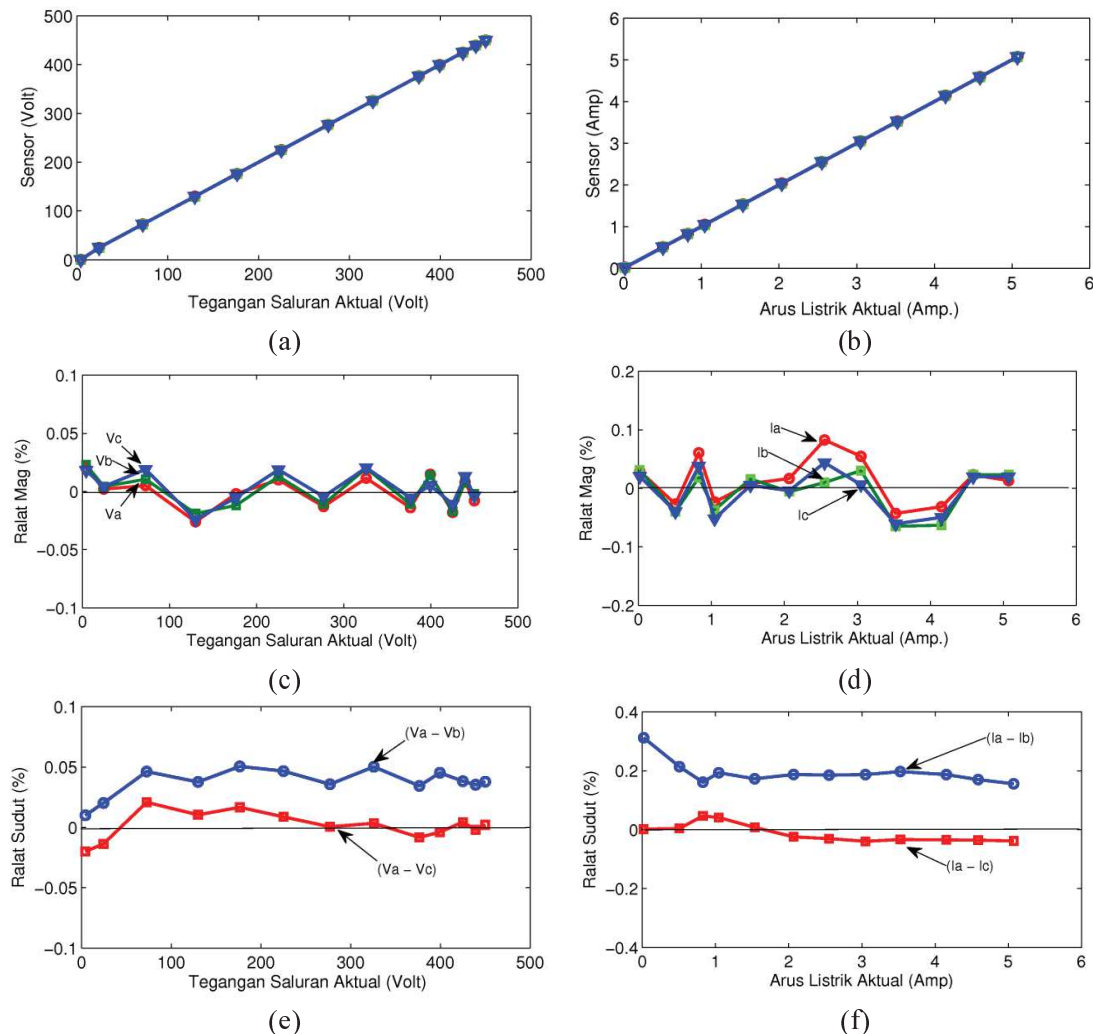 500
400
300
200
100
0
0
100
200
300
400
500
Sensor (Volt)
Tegangan Saluran Aktual (Volt)
(a)
6
5
4
3
2
1
0
0
1
2
3
4
5
6
Sensor (Amp)
Arus Listrik Aktual (Amp.)
(b)
0.1
0.05
0
−0.05
−0.1
0
100
200
300
400
500
Ralat Mag (%)
Vc
Vb
Va
Tegangan Saluran Aktual (Volt)
(c)
0.2
0.1
0
−0.1
−0.2
0
1
2
3
4
5
6
Ralat Mag (%)
Ia
Ib
Ic
Arus Listrik Aktual (Amp.)
(d)
0.1
0.05
0
−0.05
−0.1
0
100
200
300
400
500
Ralat Sudut (%)
(Va − Vb)
(Va − Vc)
Tegangan Saluran Aktual (Volt)
(e)
0.4
0.2
0
−0.2
−0.4
0
1
2
3
4
5
6
Ralat Sudut (%)
(Ia − Ib)
(Ia − Ic)
Arus Listrik Aktual (Amp)
(f)